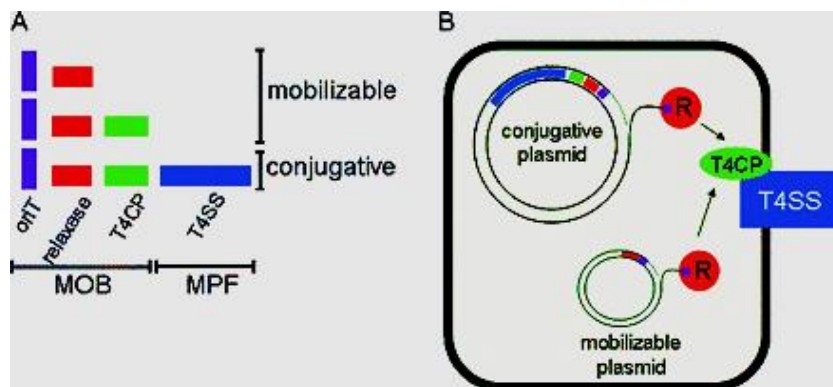 A
mobilizable
conjugative
oriT
relaxase
T4CP
T4SS
MOB
MPF
B
conjugative
plasmid
R
T4CP
T4SS
R
mobilizable
plasmid